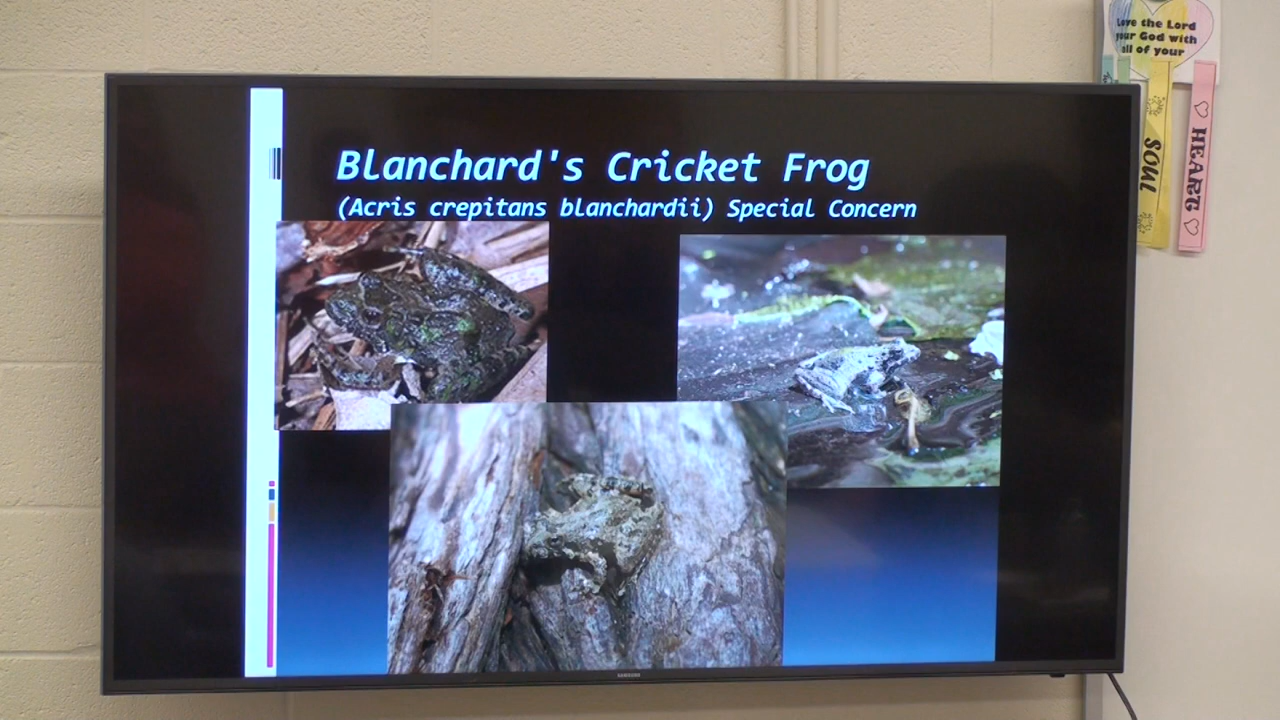 Blanchard's Cricket Frog
(Acris crepitans blanchardii) Special Concern
Love the Lord
your God with
all of your
SOUL
HEART
SAMSUNG